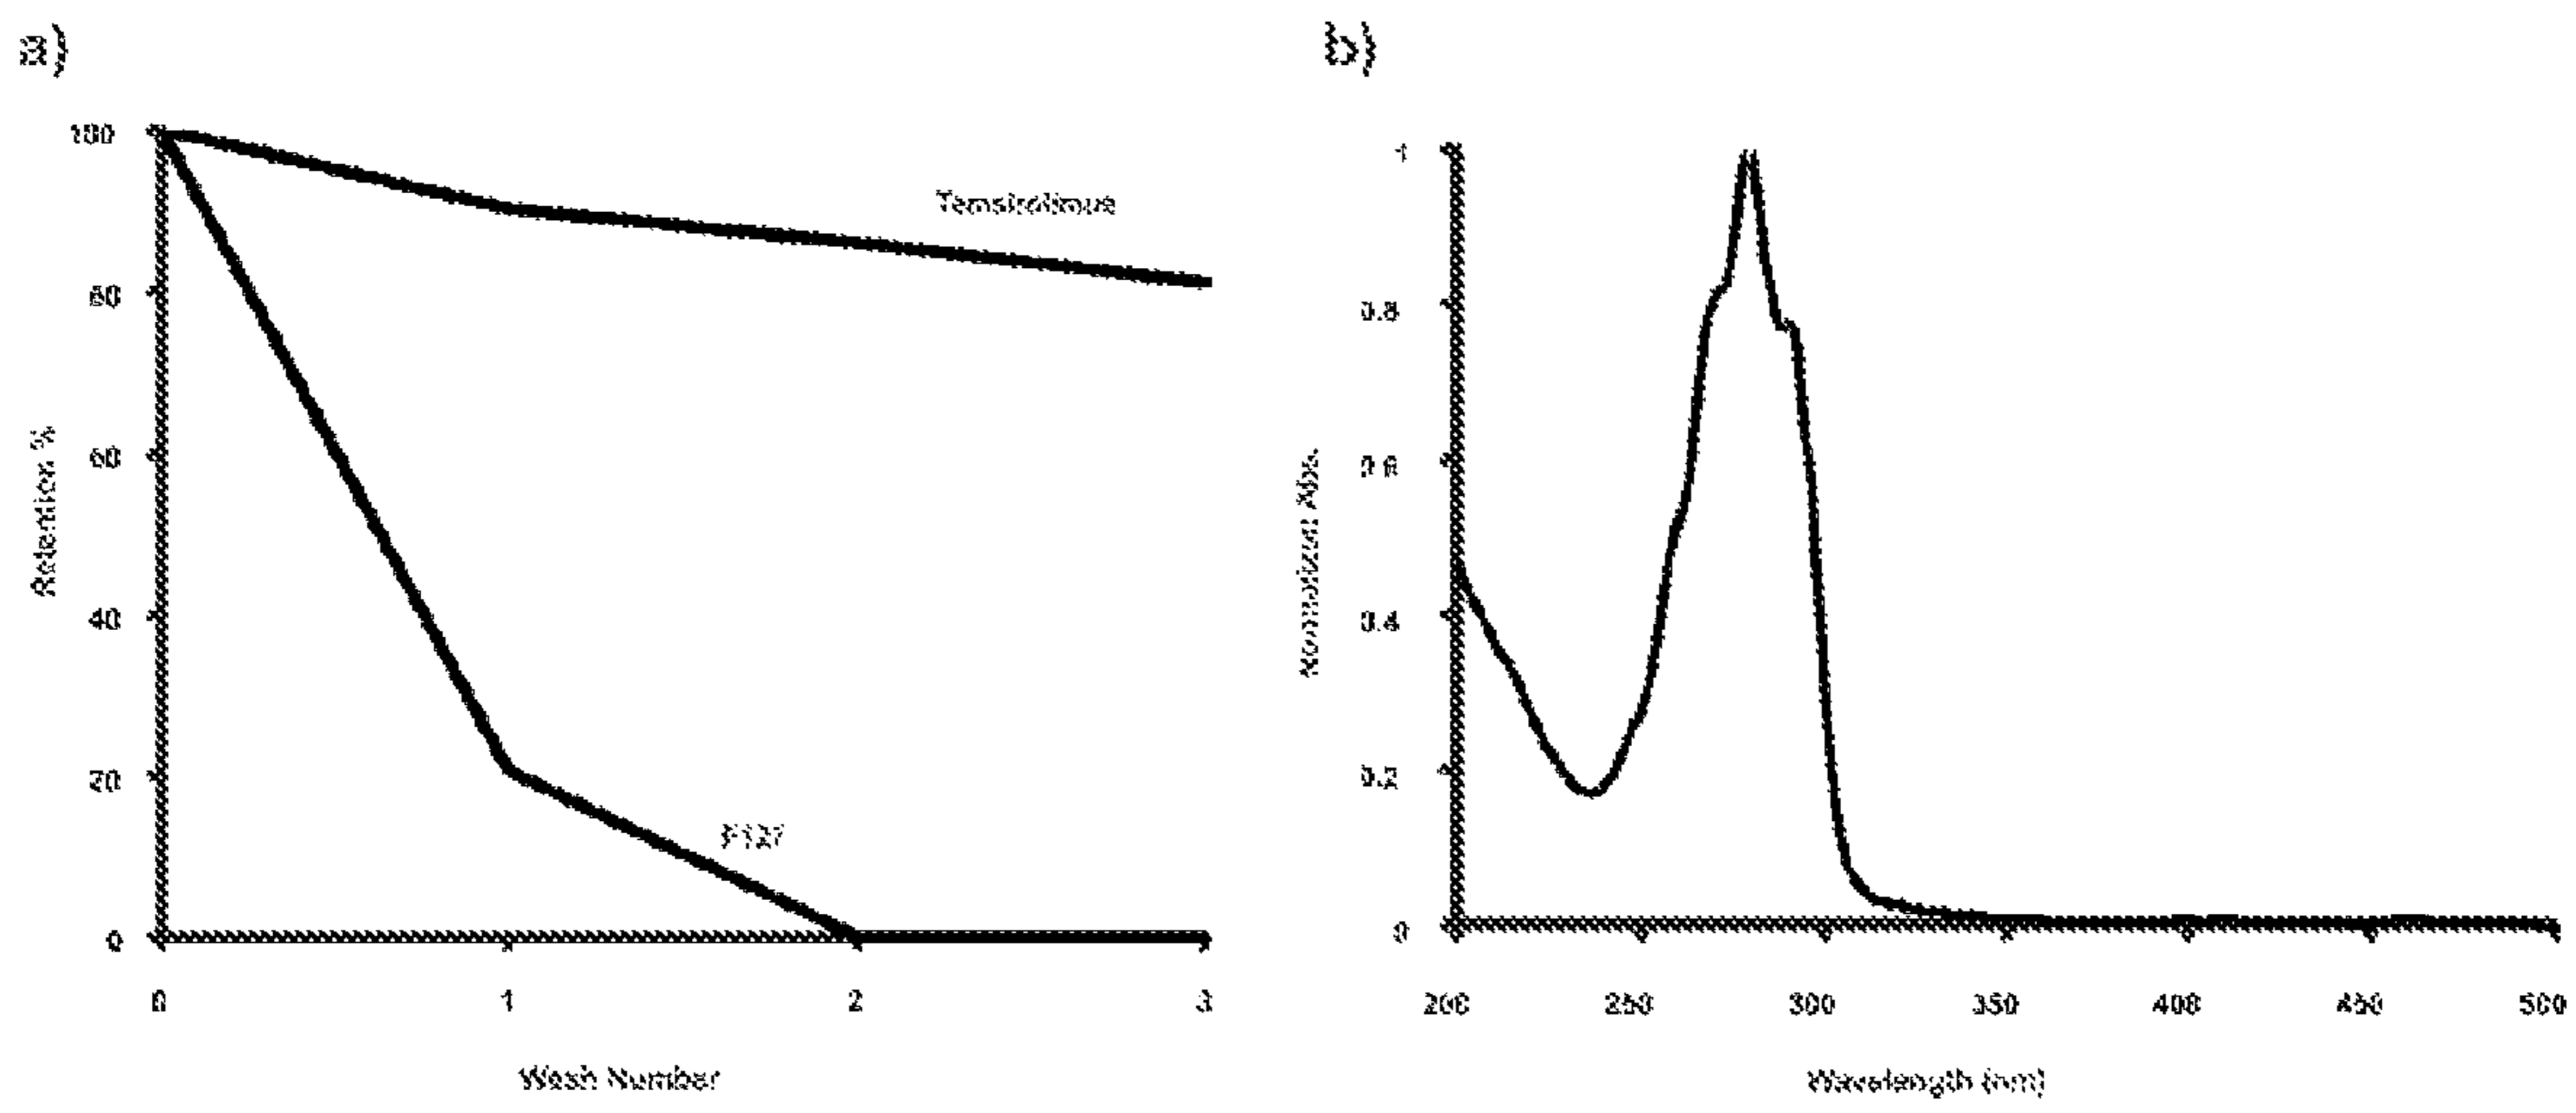 a)
100
80
60
40
20
0
Retention %
Temsirolimus
F127
0 1 2 3
Wash Number
b)
1
0.8
0.6
0.4
0.2
0
Normalized Abs.
200 250 300 350 400 450 500
Wavelength (nm)